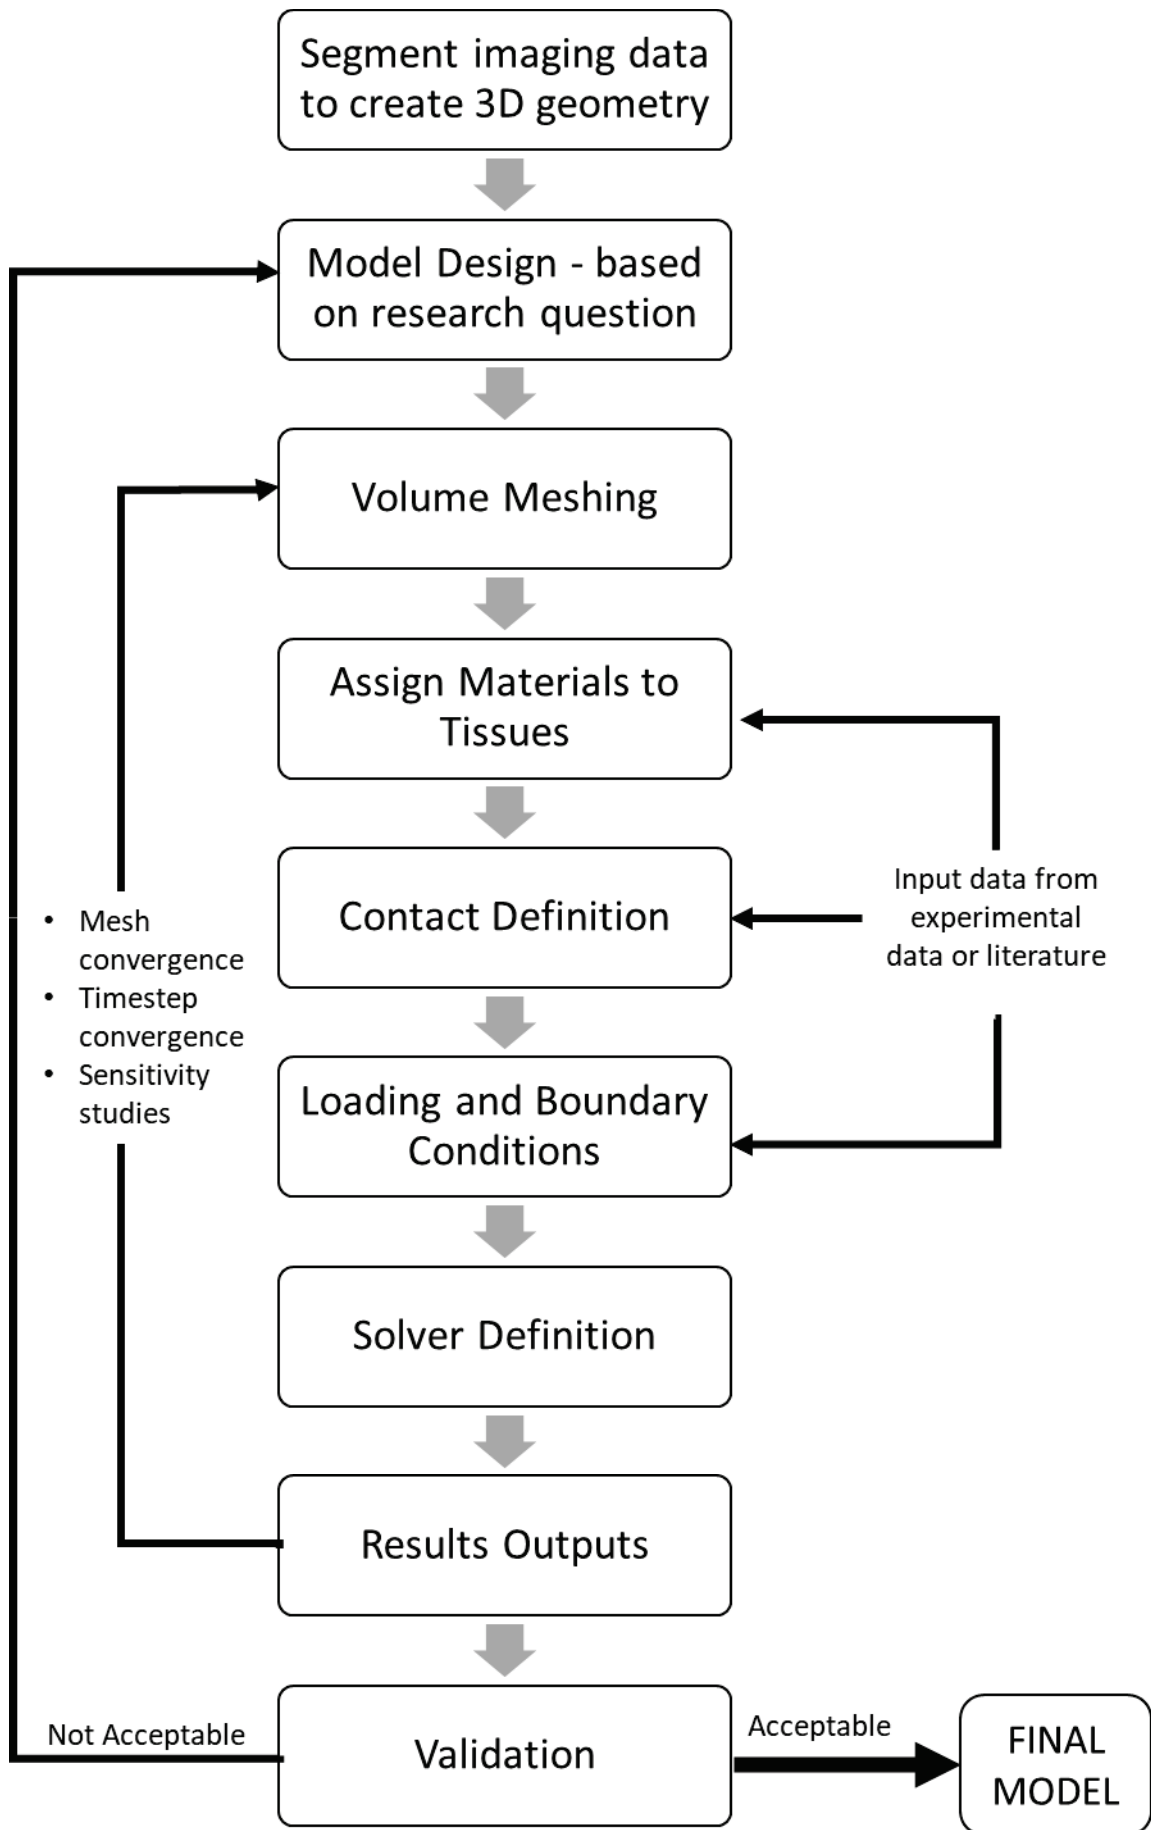 Segment imaging data
to create 3D geometry
Model Design - based
on research question
Volume Meshing
Assign Materials to
Tissues
Contact Definition
Input data from
experimental
data or literature
• Mesh
convergence
• Timestep
convergence
• Sensitivity
studies
Loading and Boundary
Conditions
Solver Definition
Results Outputs
Not Acceptable
Validation
Acceptable
FINAL
MODEL